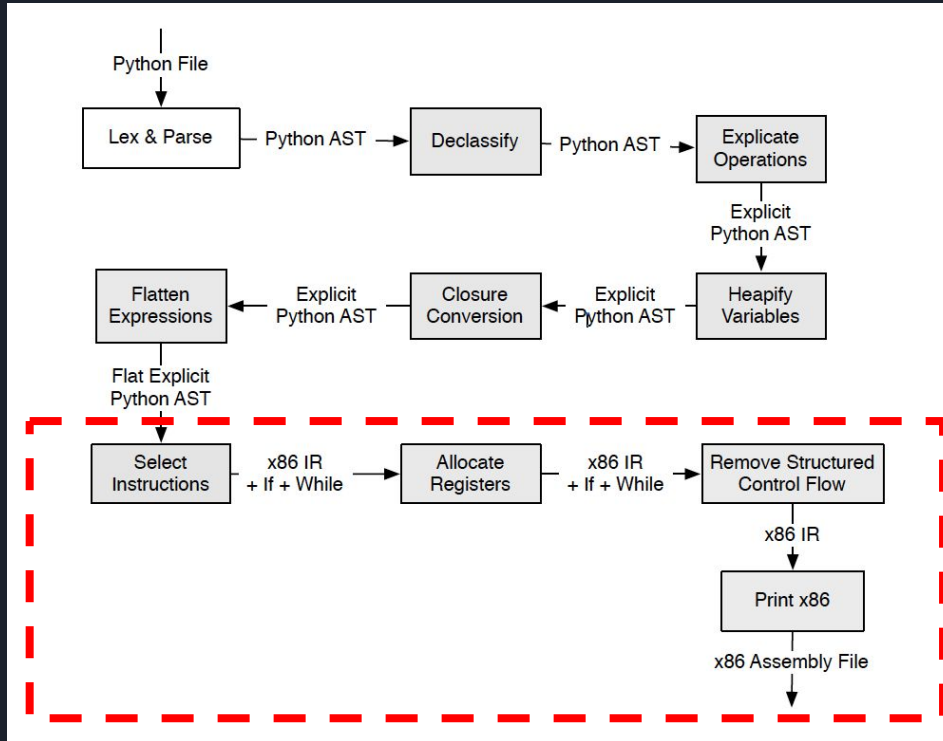 Python File
Lex & Parse
Python AST
Declassify
Python AST
Explicate
Operations
Explicit
Python AST
Heapify
Variables
Explicit
Python AST
Closure
Conversion
Explicit
Python AST
Flatten
Expressions
Flat Explicit
Python AST
Select
Instructions
x86 IR
+ If + While
Allocate
Registers
x86 IR
+ If + While
Remove Structured
Control Flow
x86 IR
Print x86
x86 Assembly File